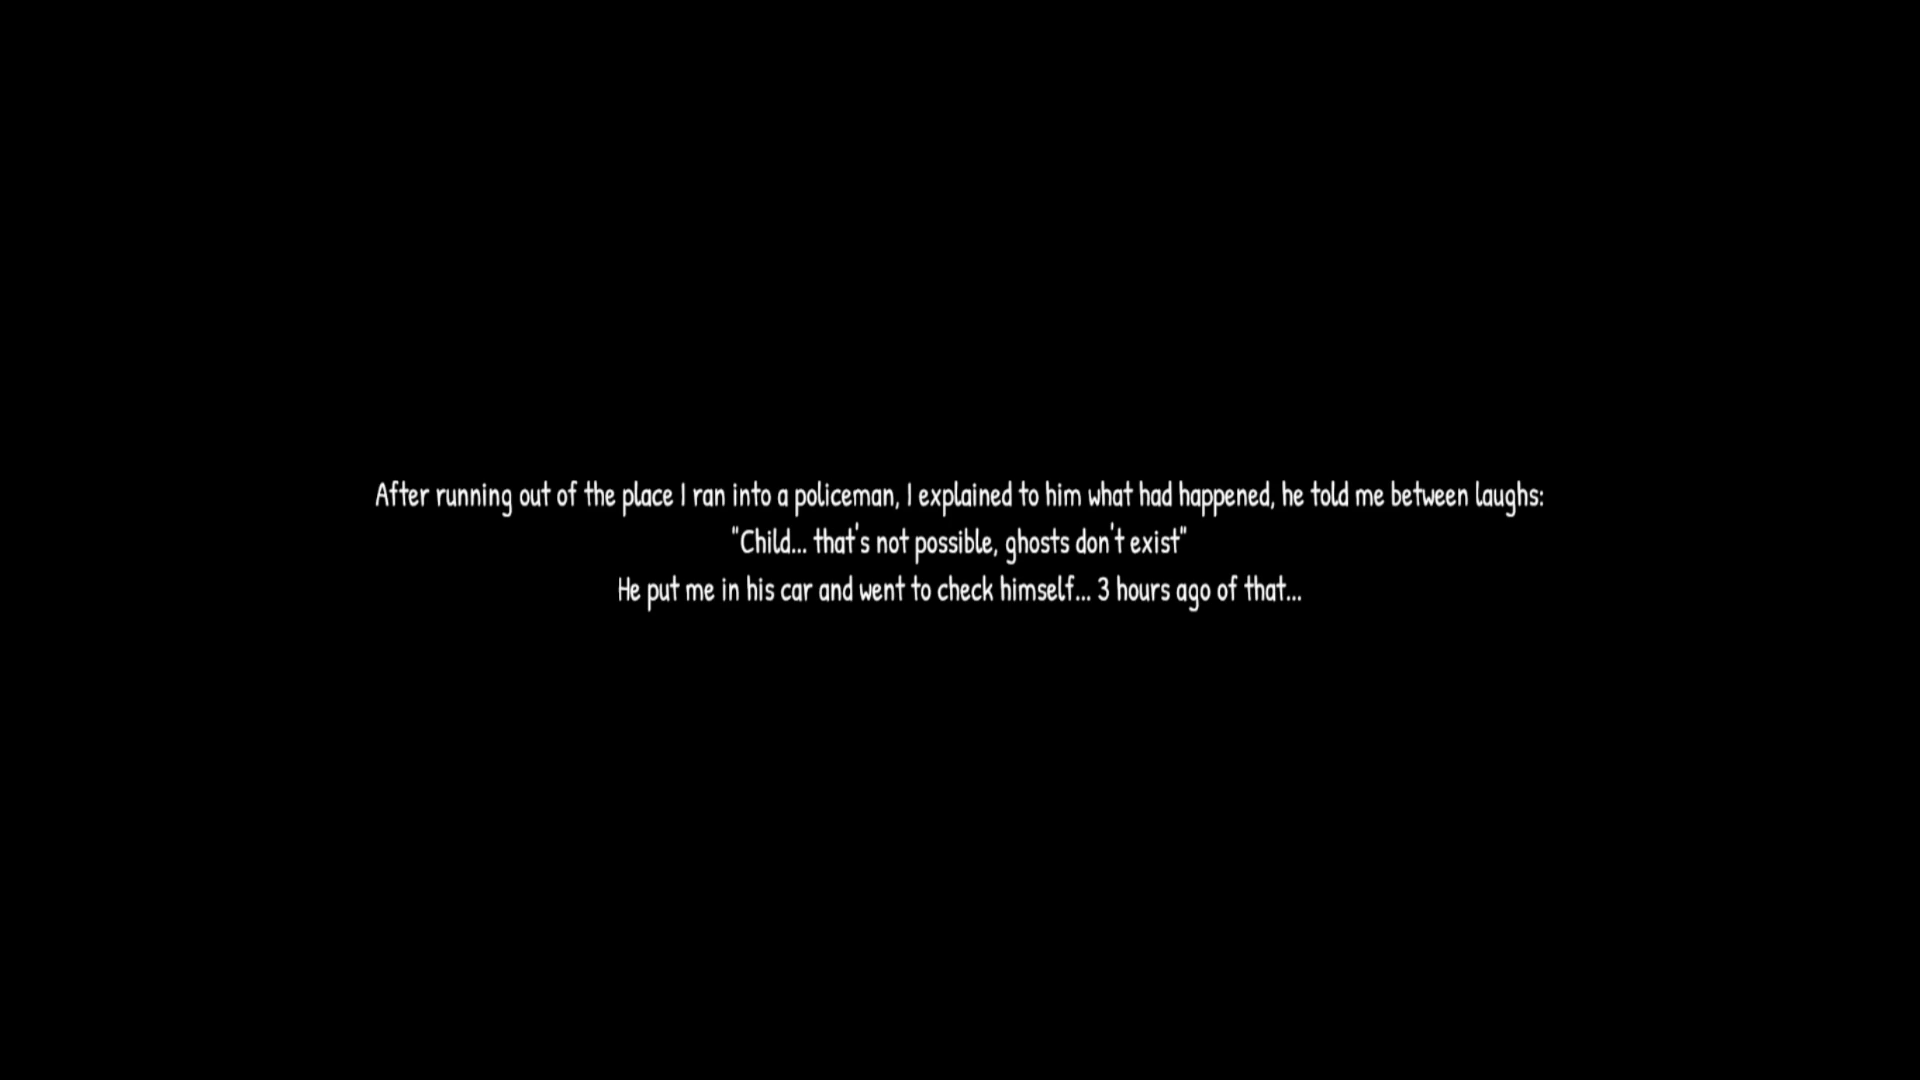 After running out of the place I ran into a policeman, I explained to him what had happened, he told me between laughs:
"Child... that's not possible, ghosts don't exist"
He put me in his car and went to check himself... 3 hours ago of that...